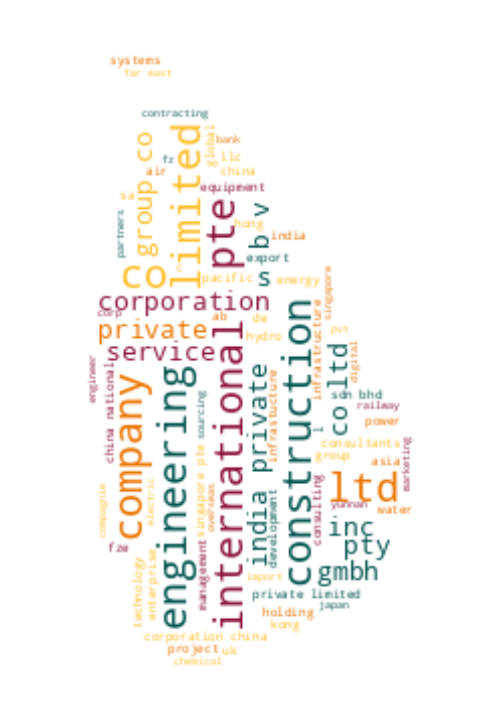 systems
far east
contracting
limited
co
group co
global
bank
fz
llc
air
china
equipment
sa
pte
b v
partners
hong
india
export
co
pacific
s
energy
singapore
corporation
corp
ab
de
construction
infrastructure
private
hydro
pvt
service
international
co ltd
digital
engineer
china national
company
engineering
sourcing
india private
infrastructure
sdn bhd
railway
power
l
consultants
group
asia
marketing
ltd
compagnie
electric
singapore pte
overseas
development
consulting
yunnan
water
inc
pty
fze
management
technology
enterprise
import
gmbh
private limited
japan
holding
kong
corporation china
project
uk
chemical